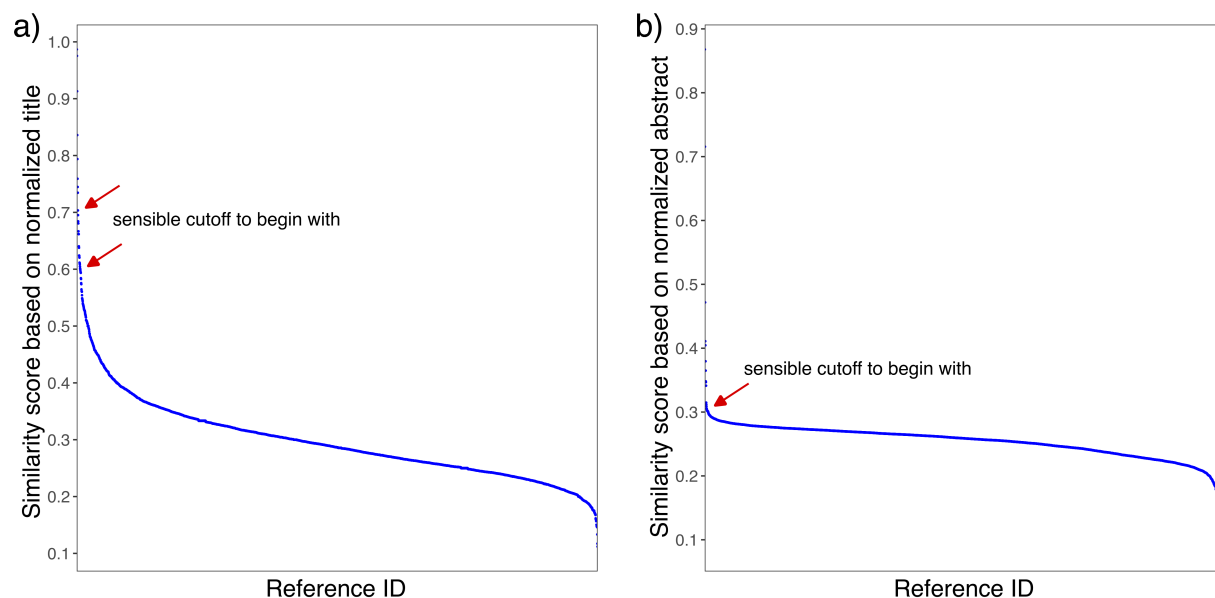 a)
Similarity score based on normalized title
1.0
0.9
0.8
0.7
0.6
0.5
0.4
0.3
0.2
0.1
sensible cutoff to begin with
Reference ID
b)
Similarity score based on normalized abstract
0.9
0.8
0.7
0.6
0.5
0.4
0.3
0.2
0.1
sensible cutoff to begin with
Reference ID